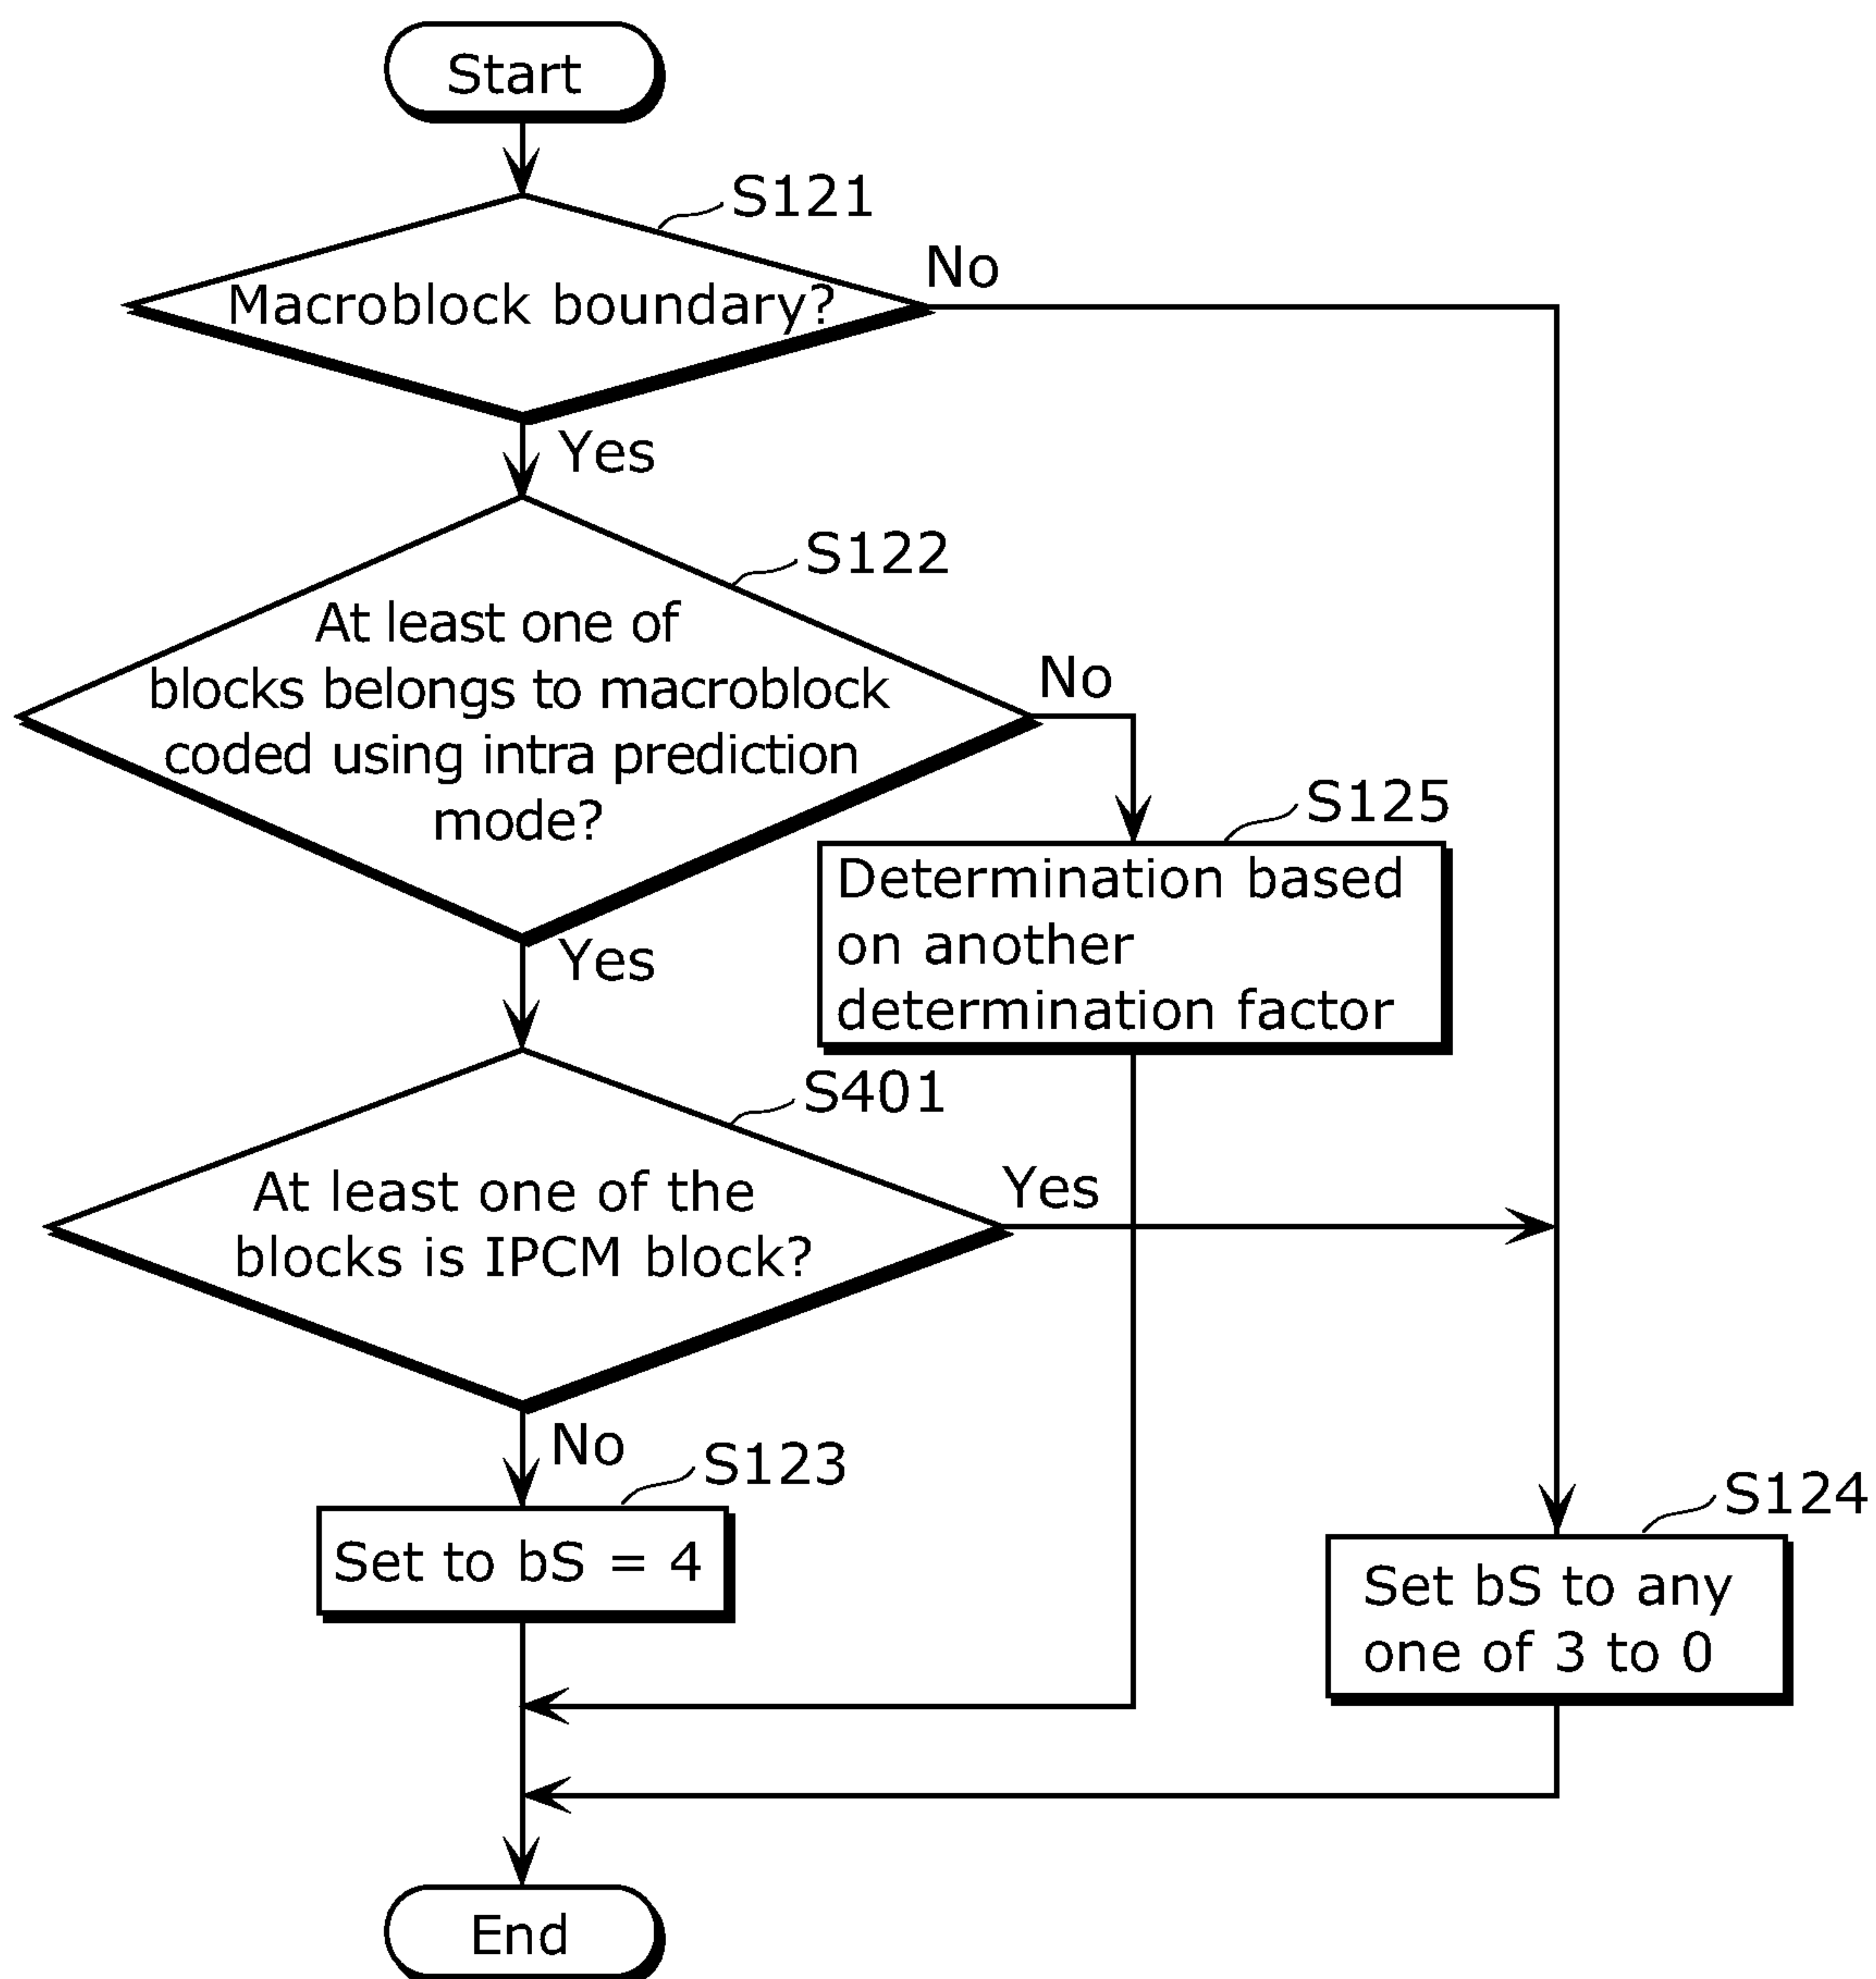 Start
S121
Macroblock boundary?
No
Yes
S122
At least one of
blocks belongs to macroblock
coded using intra prediction
mode?
No
S125
Determination based
on another
determination factor
Yes
S401
At least one of the
blocks is IPCM block?
Yes
No
S123
Set to bS = 4
S124
Set bS to any
one of 3 to 0
End